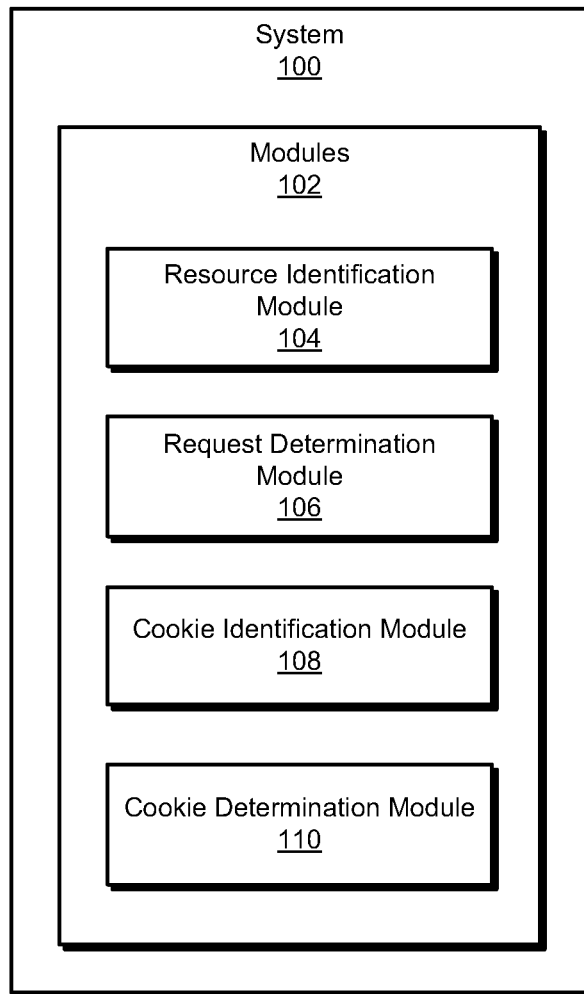 System
100
Modules
102
Resource Identification
Module
104
Request Determination
Module
106
Cookie Identification Module
108
Cookie Determination Module
110